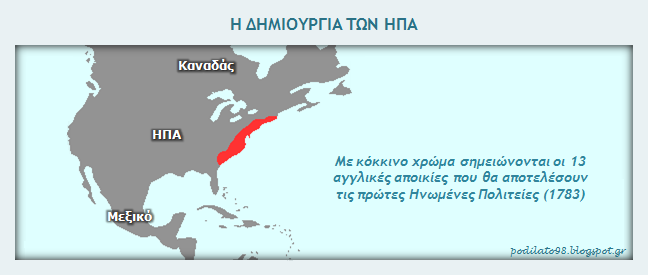 Η ΔΗΜΙΟΥΡΓΙΑ ΤΩΝ ΗΠΑ
Καναδάς
ΗΠΑ
Με κόκκινο χρώμα σημειώνονται οι 13
αγγλικές αποικίες που θα αποτελέσουν
τις πρώτες Ηνωμένες Πολιτείες (1783)
Μεξικό
podilato98.blogspot.gr